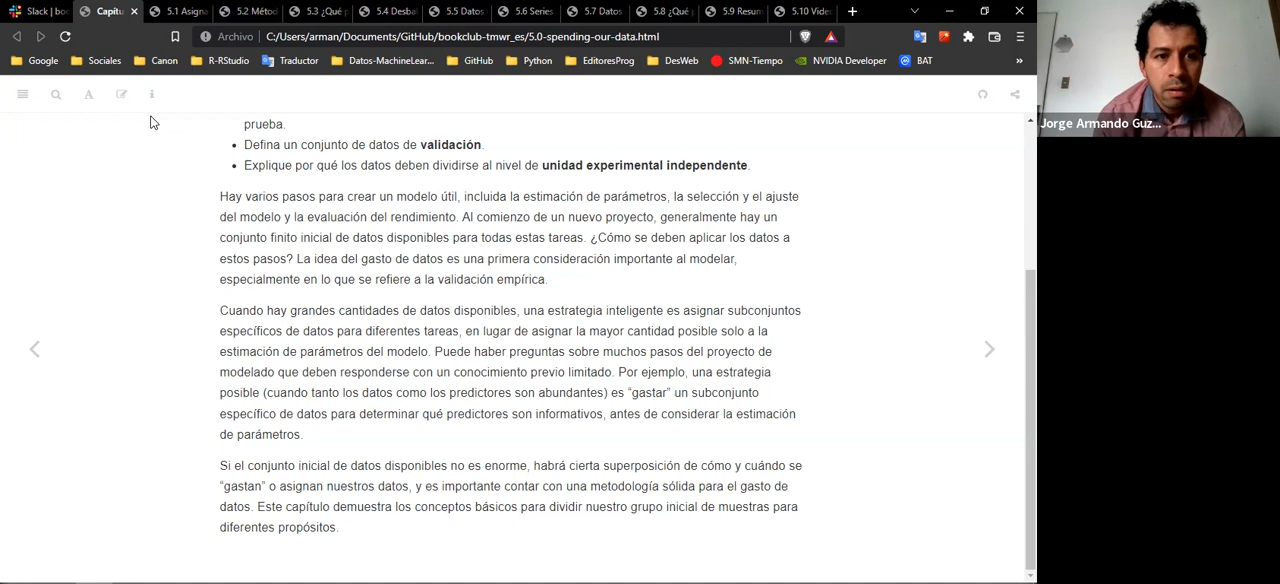 Slack | boo
Capítu
5.1 Asigna
5.2 Métod
5.3 ¿Qué p
5.4 Desba
5.5 Datos
5.6 Series
5.7 Datos
5.8 ¿Qué
5.9 Resum
5.10 Vide
Archivo | C:/Users/arman/Documents/GitHub/bookclub-tmwr_es/5.0-spending-our-data.html
Google Sociales Canon R-RStudio Traductor Datos-MachineLear... GitHub Python EditoresProg DesWeb SMN-Tiempo NVIDIA Developer BAT »
Jorge Armando Guz...
prueba.
• Defina un conjunto de datos de validación.
• Explique por qué los datos deben dividirse al nivel de unidad experimental independente.
Hay varios pasos para crear un modelo útil, incluida la estimación de parámetros, la selección y el ajuste
del modelo y la evaluación del rendimiento. Al comienzo de un nuevo proyecto, generalmente hay un
conjunto finito inicial de datos disponibles para todas estas tareas. ¿Cómo se deben aplicar los datos a
estos pasos? La idea del gasto de datos es una primera consideración importante al modelar,
especialmente en lo que se refiere a la validación empírica.
Cuando hay grandes cantidades de datos disponibles, una estrategia inteligente es asignar subconjuntos
específicos de datos para diferentes tareas, en lugar de asignar la mayor cantidad posible solo a la
estimación de parámetros del modelo. Puede haber preguntas sobre muchos pasos del proyecto de
modelado que deben responderse con un conocimiento previo limitado. Por ejemplo, una estrategia
posible (cuando tanto los datos como los predictores son abundantes) es “gastar” un subconjunto
específico de datos para determinar qué predictores son informativos, antes de considerar la estimación
de parámetros.
Si el conjunto inicial de datos disponibles no es enorme, habrá cierta superposición de cómo y cuándo se
“gastan” o asignan nuestros datos, y es importante contar con una metodología sólida para el gasto de
datos. Este capítulo demuestra los conceptos básicos para dividir nuestro grupo inicial de muestras para
diferentes propósitos.